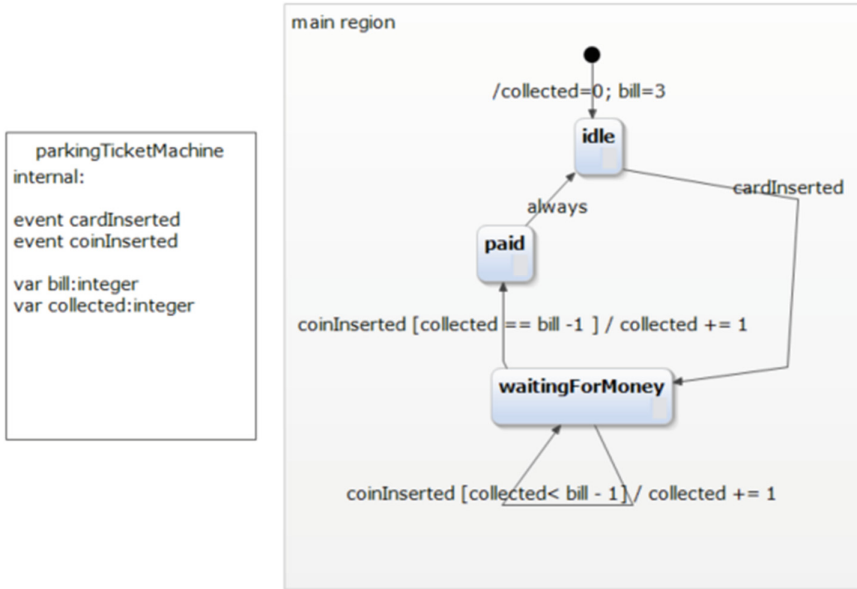 parkingTicketMachine
internal:
event cardInserted
event coinInserted
var bill:integer
var collected:integer
main region
/collected=0; bill=3
idle
cardInserted
always
paid
coinInserted [collected == bill -1 ] / collected += 1
waitingForMoney
coinInserted [collected< bill - 1] / collected += 1